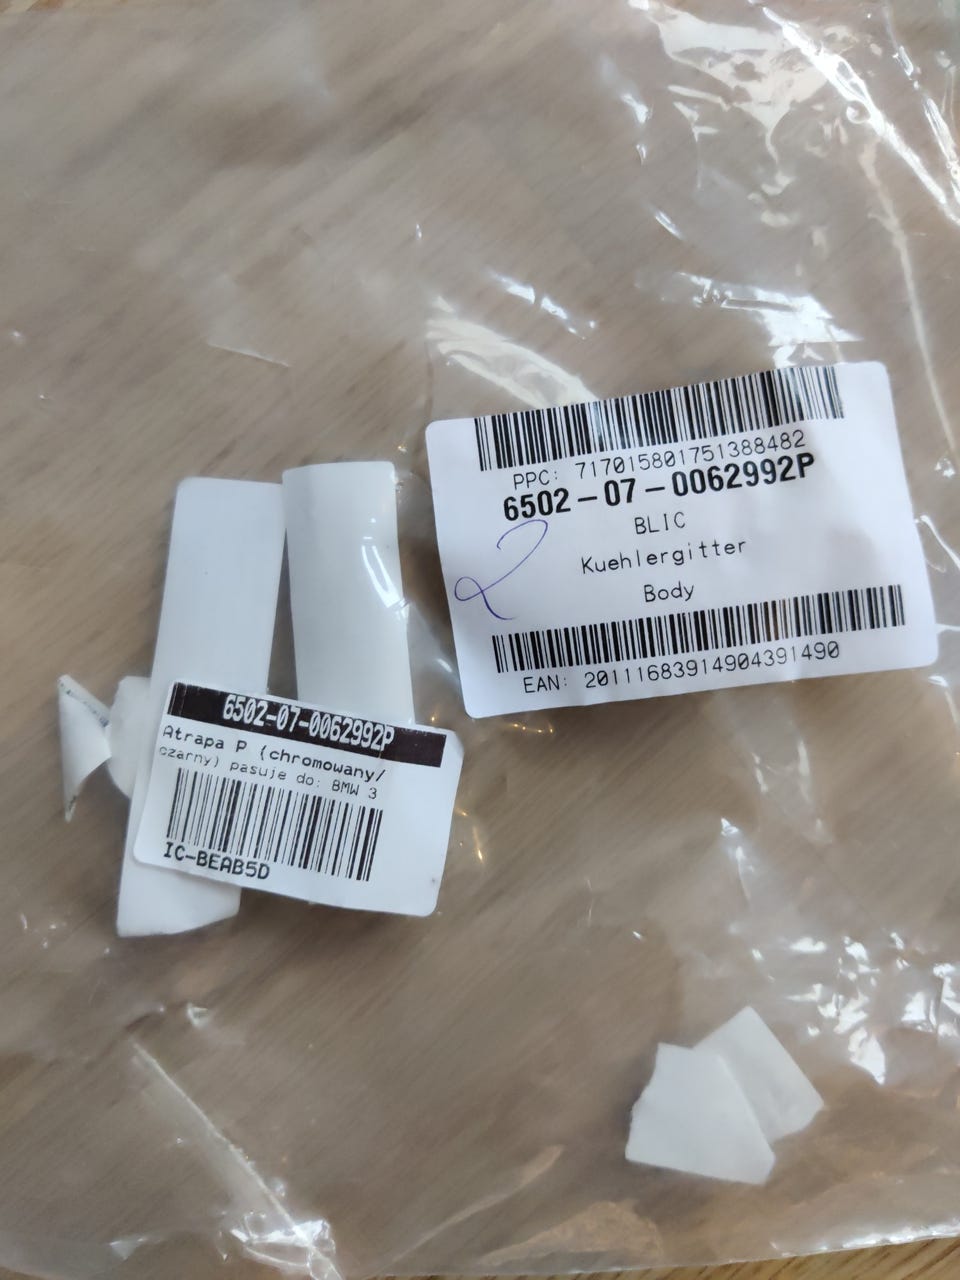 PPC: 717015801751388482
6502-07-0062992P
BLIC
Kuehlergitter
Body
EAN: 20111683914904391490
2
6502-07-0062992P
Atrapa P (chromowany/
czarny) pasuje do: BMW 3
IC-BEAB5D